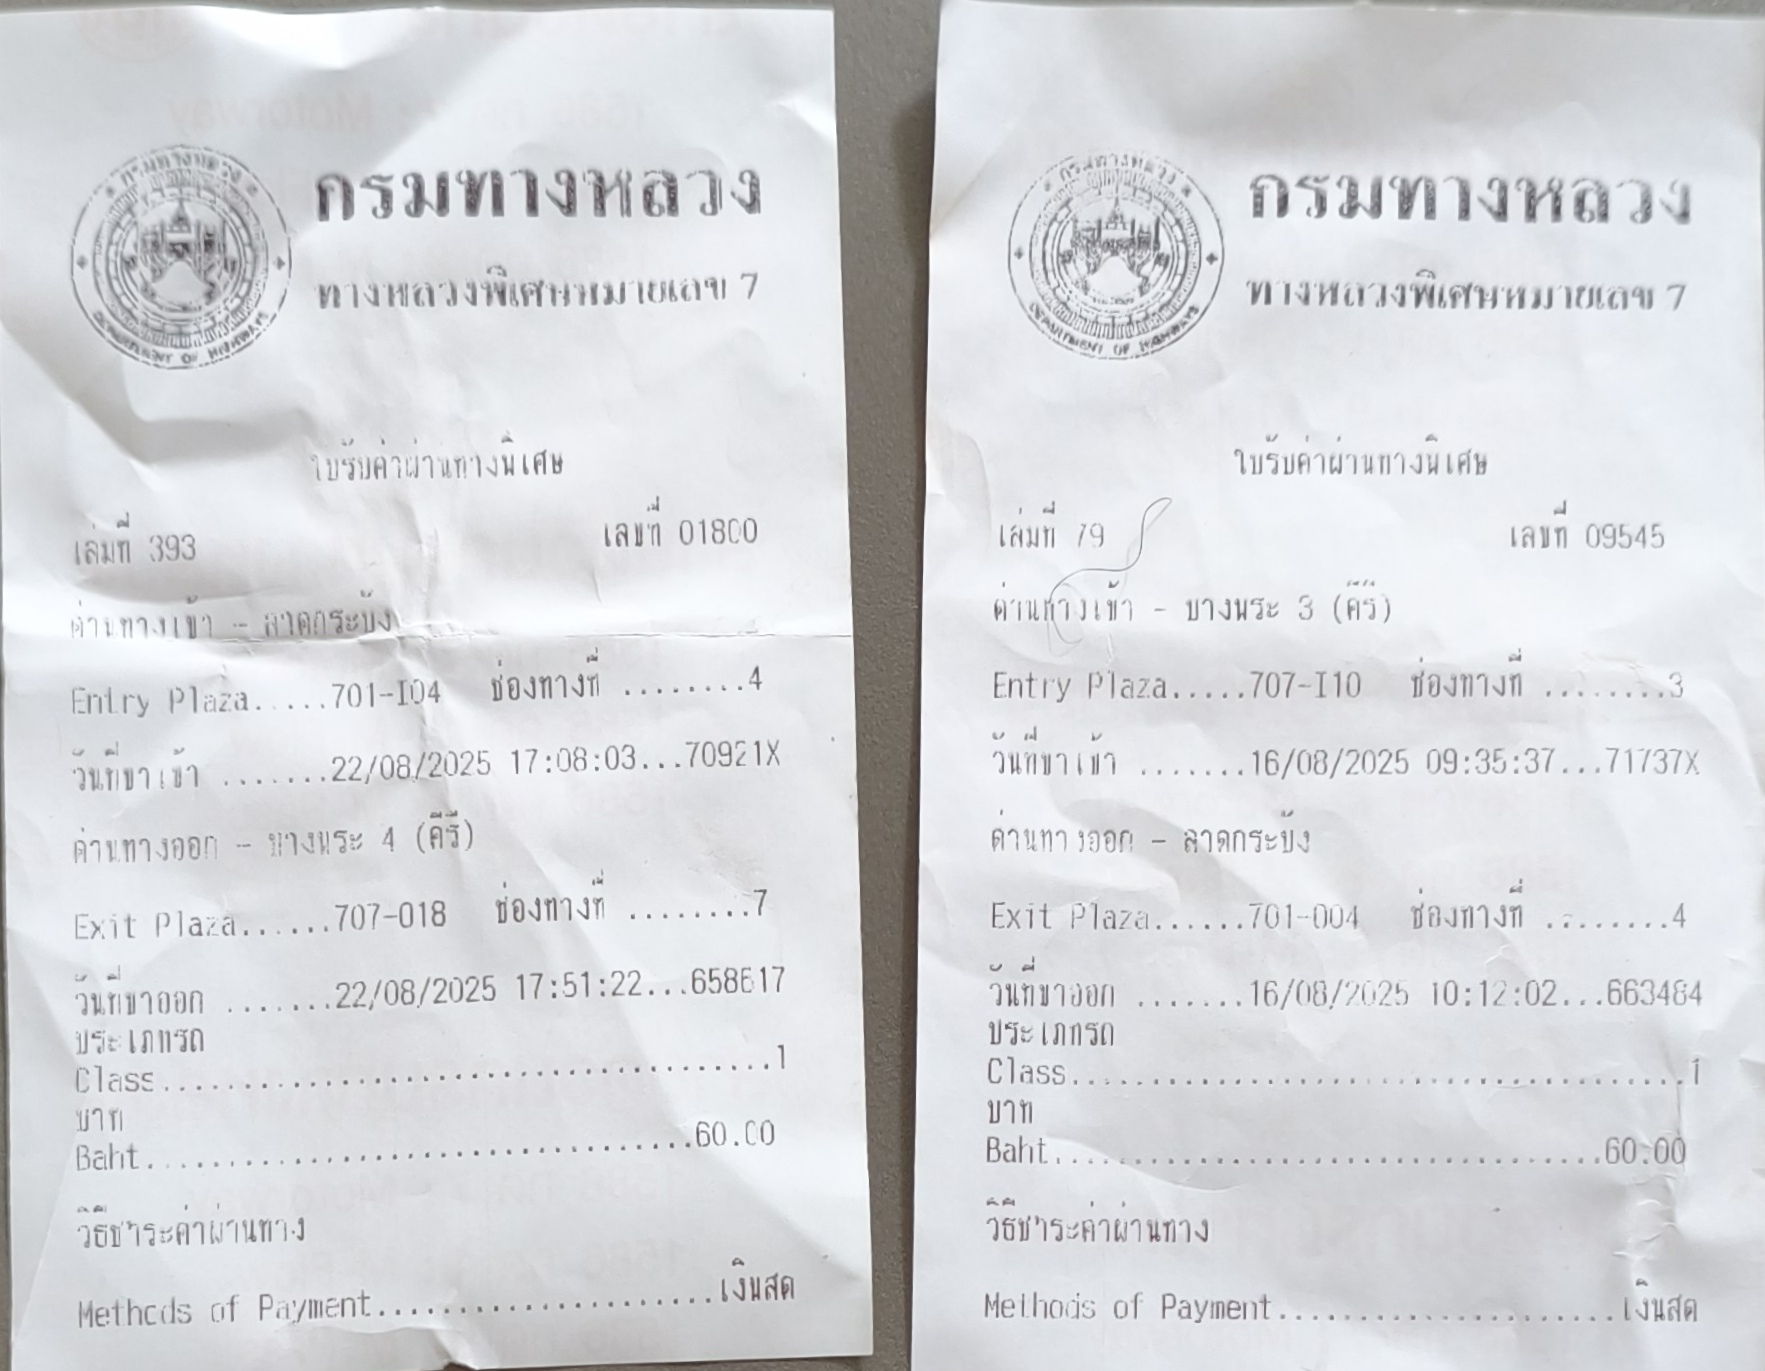 กรมทางหลวง
ทางหลวงพิเศษหมายเลข 7
DEPARTMENT OF HIGHWAYS
ใบรับค่าผ่านทางพิเศษ
เล่มที่ 393 เลขที่ 01800
ด่านทางเข้า - ลาดกระบัง
Entry Plaza.....701-I04 ช่องทางที่ ........4
วันที่ขาเข้า .......22/08/2025 17:08:03...70921X
ด่านทางออก - บางพระ 4 (คีรี)
Exit Plaza......707-018 ช่องทางที่ ........7
วันที่ขาออก .......22/08/2025 17:51:22...658617
ประเภทรถ
Class......................................1
บาท
Baht..................................60.00
วิธีชำระค่าผ่านทาง
Methods of Payment.....................เงินสด
กรมทางหลวง
ทางหลวงพิเศษหมายเลข 7
DEPARTMENT OF HIGHWAYS
ใบรับค่าผ่านทางพิเศษ
เล่มที่ 79 เลขที่ 09545
ด่านทางเข้า - บางพระ 3 (คีรี)
Entry Plaza.....707-I10 ช่องทางที่ ........3
วันที่ขาเข้า .......16/08/2025 09:35:37...71737X
ด่านทางออก - ลาดกระบัง
Exit Plaza......701-004 ช่องทางที่ ........4
วันที่ขาออก .......16/08/2025 10:12:02...663484
ประเภทรถ
Class......................................1
บาท
Baht..................................60.00
วิธีชำระค่าผ่านทาง
Methods of Payment.....................เงินสด